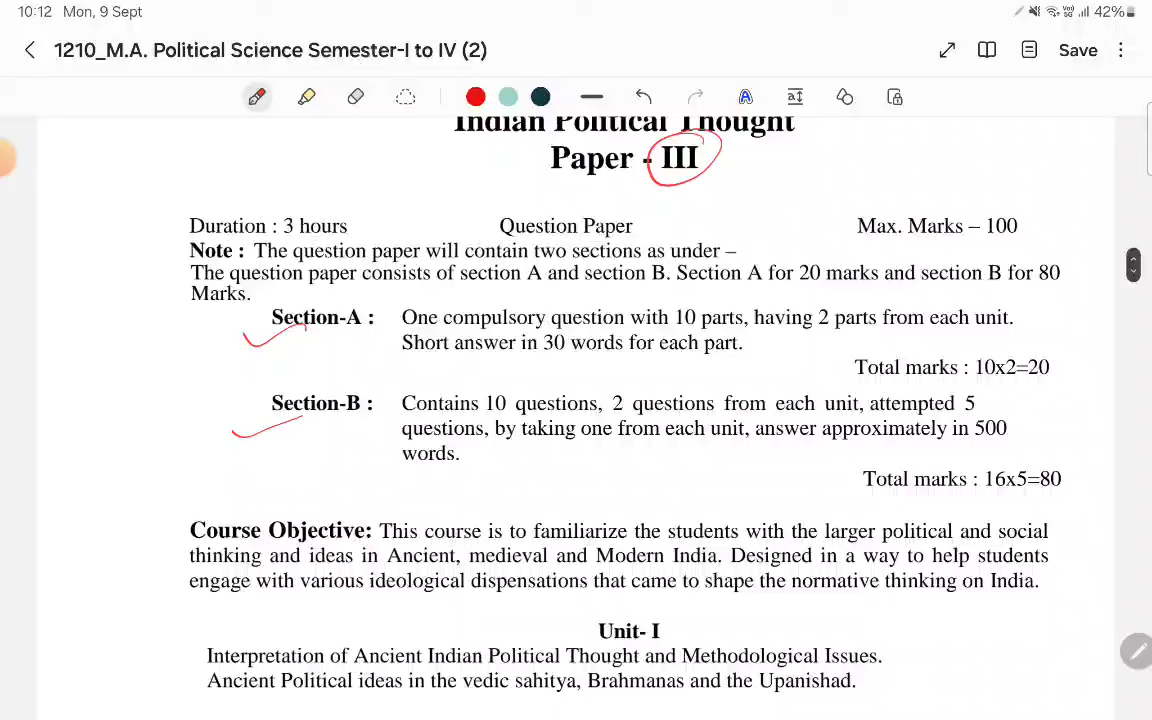 10:12 Mon, 9 Sept 42%
1210_M.A. Political Science Semester-I to IV (2) Save
Indian Political Thought
Paper - III
Duration : 3 hours Question Paper Max. Marks – 100
Note : The question paper will contain two sections as under –
The question paper consists of section A and section B. Section A for 20 marks and section B for 80
Marks.
Section-A : One compulsory question with 10 parts, having 2 parts from each unit.
Short answer in 30 words for each part.
Total marks : 10x2=20
Section-B : Contains 10 questions, 2 questions from each unit, attempted 5
questions, by taking one from each unit, answer approximately in 500
words.
Total marks : 16x5=80
Course Objective: This course is to familiarize the students with the larger political and social
thinking and ideas in Ancient, medieval and Modern India. Designed in a way to help students
engage with various ideological dispensations that came to shape the normative thinking on India.
Unit- I
Interpretation of Ancient Indian Political Thought and Methodological Issues.
Ancient Political ideas in the vedic sahitya, Brahmanas and the Upanishad.